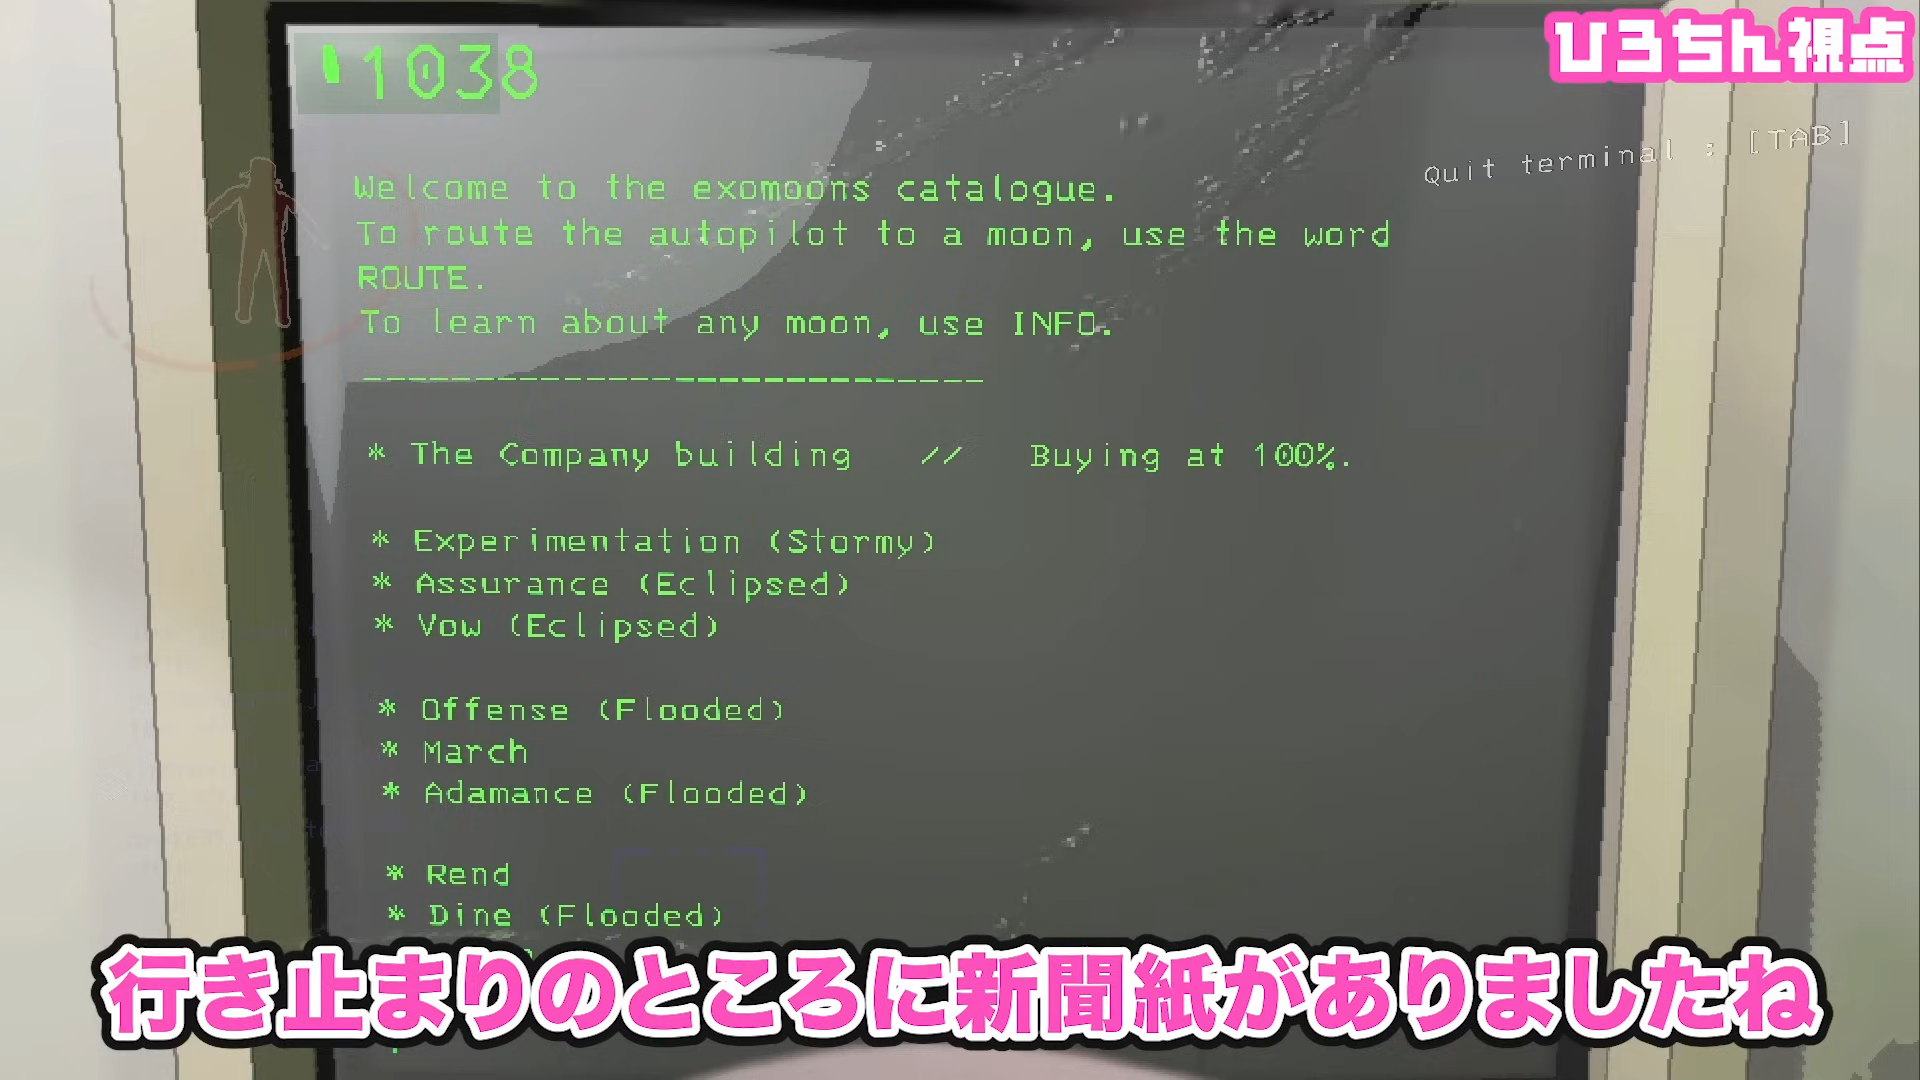 ▮1038
ひろちん視点
Quit terminal : [TAB]
Welcome to the exomoons catalogue.
To route the autopilot to a moon, use the word
ROUTE.
To learn about any moon, use INFO.
----------------------------
* The Company building // Buying at 100%.
* Experimentation (Stormy)
* Assurance (Eclipsed)
* Vow (Eclipsed)
* Offense (Flooded)
* March
* Adamance (Flooded)
* Rend
* Dine (Flooded)
行き止まりのところに新聞紙がありましたね